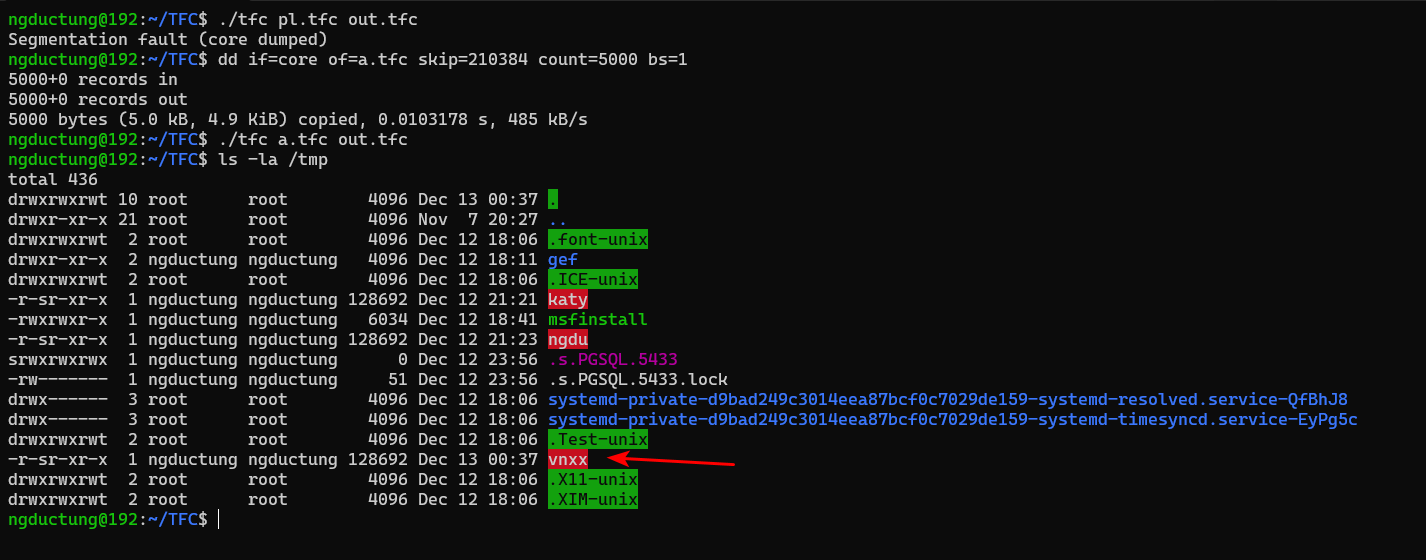 ngductung@192:~/TFC$ ./tfc pl.tfc out.tfc
Segmentation fault (core dumped)
ngductung@192:~/TFC$ dd if=core of=a.tfc skip=210384 count=5000 bs=1
5000+0 records in
5000+0 records out
5000 bytes (5.0 kB, 4.9 KiB) copied, 0.0103178 s, 485 kB/s
ngductung@192:~/TFC$ ./tfc a.tfc out.tfc
ngductung@192:~/TFC$ ls -la /tmp
total 436
drwxrwxrwt 10 root      root        4096 Dec 13 00:37 .
drwxr-xr-x 21 root      root        4096 Nov  7 20:27 ..
drwxrwxrwt  2 root      root        4096 Dec 12 18:06 .font-unix
drwxr-xr-x  2 ngductung ngductung   4096 Dec 12 18:11 gef
drwxrwxrwt  2 root      root        4096 Dec 12 18:06 .ICE-unix
-r-sr-xr-x  1 ngductung ngductung 128692 Dec 12 21:21 katy
-rwxrwxr-x  1 ngductung ngductung   6034 Dec 12 18:41 msfinstall
-r-sr-xr-x  1 ngductung ngductung 128692 Dec 12 21:23 ngdu
srwxrwxrwx  1 ngductung ngductung      0 Dec 12 23:56 .s.PGSQL.5433
-rw-------  1 ngductung ngductung     51 Dec 12 23:56 .s.PGSQL.5433.lock
drwx------  3 root      root        4096 Dec 12 18:06 systemd-private-d9bad249c3014eea87bcf0c7029de159-systemd-resolved.service-QfBhJ8
drwx------  3 root      root        4096 Dec 12 18:06 systemd-private-d9bad249c3014eea87bcf0c7029de159-systemd-timesyncd.service-EyPg5c
drwxrwxrwt  2 root      root        4096 Dec 12 18:06 .Test-unix
-r-sr-xr-x  1 ngductung ngductung 128692 Dec 13 00:37 vnxx
drwxrwxrwt  2 root      root        4096 Dec 12 18:06 .X11-unix
drwxrwxrwt  2 root      root        4096 Dec 12 18:06 .XIM-unix
ngductung@192:~/TFC$